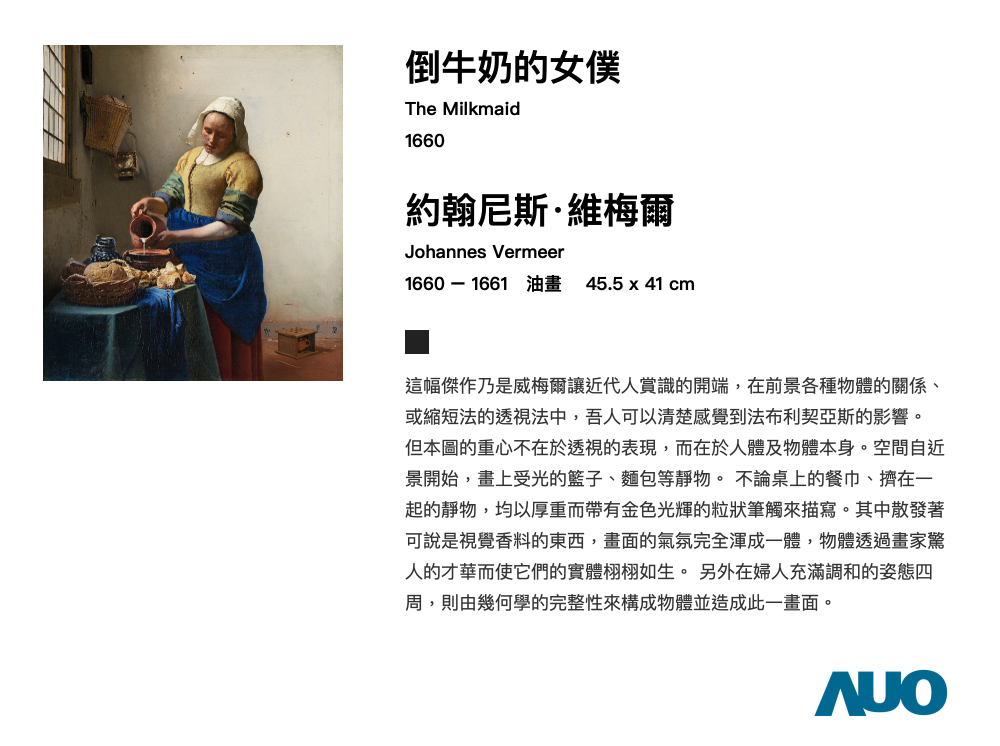 倒牛奶的女僕
The Milkmaid
1660
約翰尼斯·維梅爾
Johannes Vermeer
1660 – 1661 油畫 45.5 x 41 cm
這幅傑作乃是威梅爾讓近代人賞識的開端，在前景各種物體的關係、
或縮短法的透視法中，吾人可以清楚感覺到法布利契亞斯的影響。
但本圖的重心不在於透視的表現，而在於人體及物體本身。空間自近
景開始，畫上受光的籃子、麵包等靜物。 不論桌上的餐巾、擠在一
起的靜物，均以厚重而帶有金色光輝的粒狀筆觸來描寫。其中散發著
可說是視覺香料的東西，畫面的氣氛完全渾成一體，物體透過畫家驚
人的才華而使它們的實體栩栩如生。 另外在婦人充滿調和的姿態四
周，則由幾何學的完整性來構成物體並造成此一畫面。
AUO